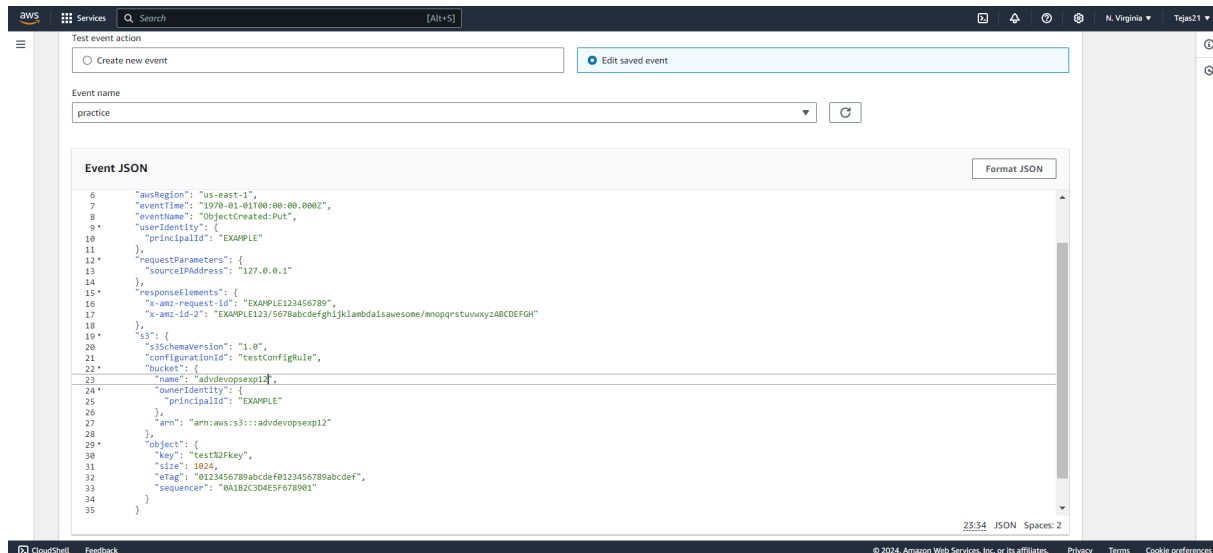 aws Services Search [Alt+S] N. Virginia Tejas21
Test event action
Create new event Edit saved event
Event name
practice
Event JSON Format JSON
6 "awsRegion": "us-east-1",
7 "eventTime": "1970-01-01T00:00:00.000Z",
8 "eventName": "ObjectCreated:Put",
9 "userIdentity": {
10 "principalId": "EXAMPLE"
11 },
12 "requestParameters": {
13 "sourceIPAddress": "127.0.0.1"
14 },
15 "responseElements": {
16 "x-amz-request-id": "EXAMPLE123456789",
17 "x-amz-id-2": "EXAMPLE123/5678abcdefghijklambdaisawesome/mnopqrstuvwxyzABCDEFGH"
18 },
19 "s3": {
20 "s3SchemaVersion": "1.0",
21 "configurationId": "testConfigRule",
22 "bucket": {
23 "name": "advdevopsexp12",
24 "ownerIdentity": {
25 "principalId": "EXAMPLE"
26 },
27 "arn": "arn:aws:s3:::advdevopsexp12"
28 },
29 "object": {
30 "key": "test%2Fkey",
31 "size": 1024,
32 "eTag": "0123456789abcdef0123456789abcdef",
33 "sequencer": "0A1B2C3D4E5F678901"
34 }
35 }
23:34 JSON Spaces: 2
CloudShell Feedback © 2024, Amazon Web Services, Inc. or its affiliates. Privacy Terms Cookie preferences